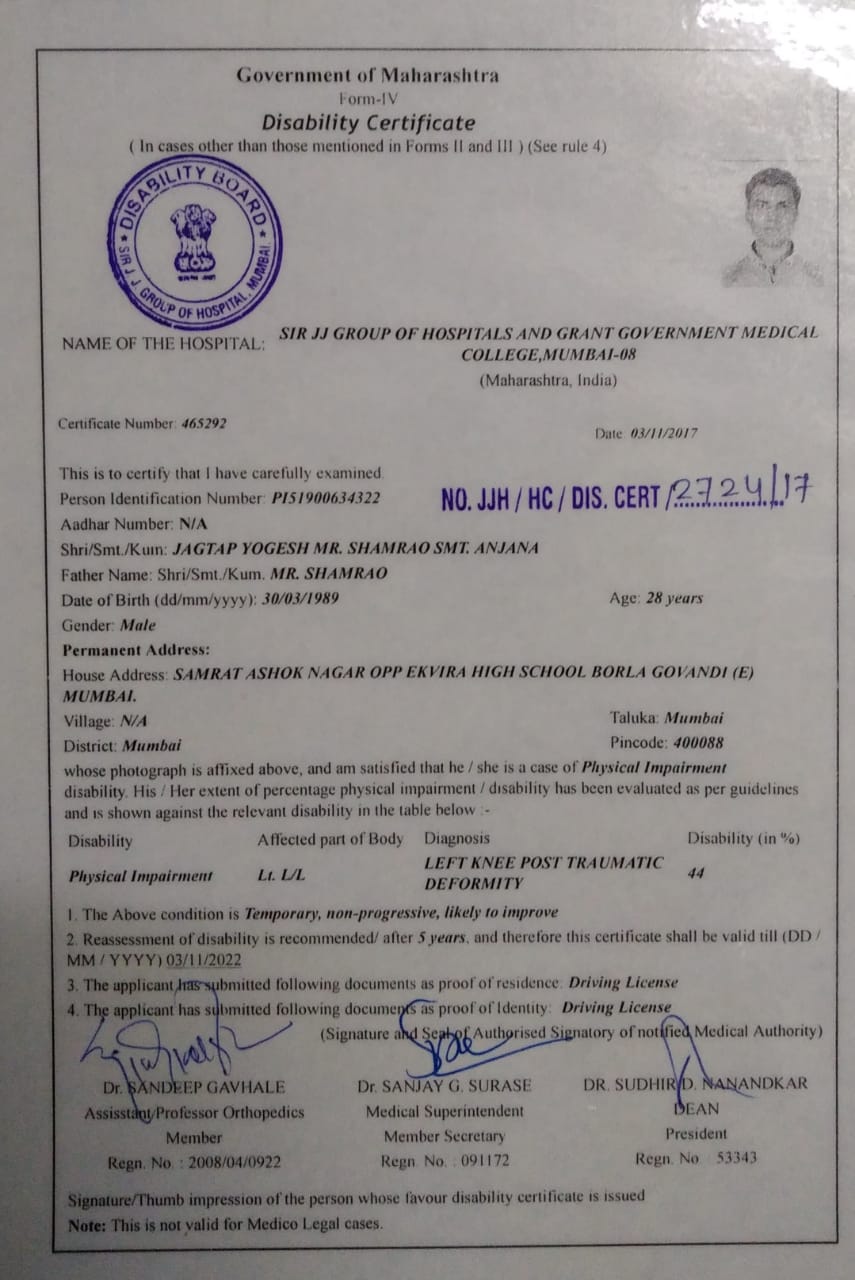 Government of Maharashtra
Form-IV
Disability Certificate
( In cases other than those mentioned in Forms II and III ) (See rule 4)
DISABILITY BOARD
SIR J. J. GROUP OF HOSPITAL, MUMBAI.
NAME OF THE HOSPITAL: SIR JJ GROUP OF HOSPITALS AND GRANT GOVERNMENT MEDICAL
COLLEGE,MUMBAI-08
(Maharashtra, India)
Certificate Number: 465292
Date 03/11/2017
This is to certify that I have carefully examined
Person Identification Number: PI51900634322
NO. JJH / HC / DIS. CERT /2724/17
Aadhar Number: N/A
Shri/Smt./Kum: JAGTAP YOGESH MR. SHAMRAO SMT. ANJANA
Father Name: Shri/Smt./Kum. MR. SHAMRAO
Date of Birth (dd/mm/yyyy): 30/03/1989 Age: 28 years
Gender: Male
Permanent Address:
House Address: SAMRAT ASHOK NAGAR OPP EKVIRA HIGH SCHOOL BORLA GOVANDI (E)
MUMBAI.
Village: N/A Taluka: Mumbai
District: Mumbai Pincode: 400088
whose photograph is affixed above, and am satisfied that he / she is a case of Physical Impairment
disability. His / Her extent of percentage physical impairment / disability has been evaluated as per guidelines
and is shown against the relevant disability in the table below :-
Disability Affected part of Body Diagnosis Disability (in %)
Physical Impairment Lt. L/L LEFT KNEE POST TRAUMATIC DEFORMITY 44
1. The Above condition is Temporary, non-progressive, likely to improve
2. Reassessment of disability is recommended/ after 5 years, and therefore this certificate shall be valid till (DD /
MM / YYYY) 03/11/2022
3. The applicant has submitted following documents as proof of residence: Driving License
4. The applicant has submitted following documents as proof of Identity: Driving License
(Signature and Seal of Authorised Signatory of notified Medical Authority)
Dr. SANDEEP GAVHALE Dr. SANJAY G. SURASE DR. SUDHIR D. NANANDKAR
Assisstant Professor Orthopedics Medical Superintendent DEAN
Member Member Secretary President
Regn. No. : 2008/04/0922 Regn. No. : 091172 Regn. No 53343
Signature/Thumb impression of the person whose favour disability certificate is issued
Note: This is not valid for Medico Legal cases.